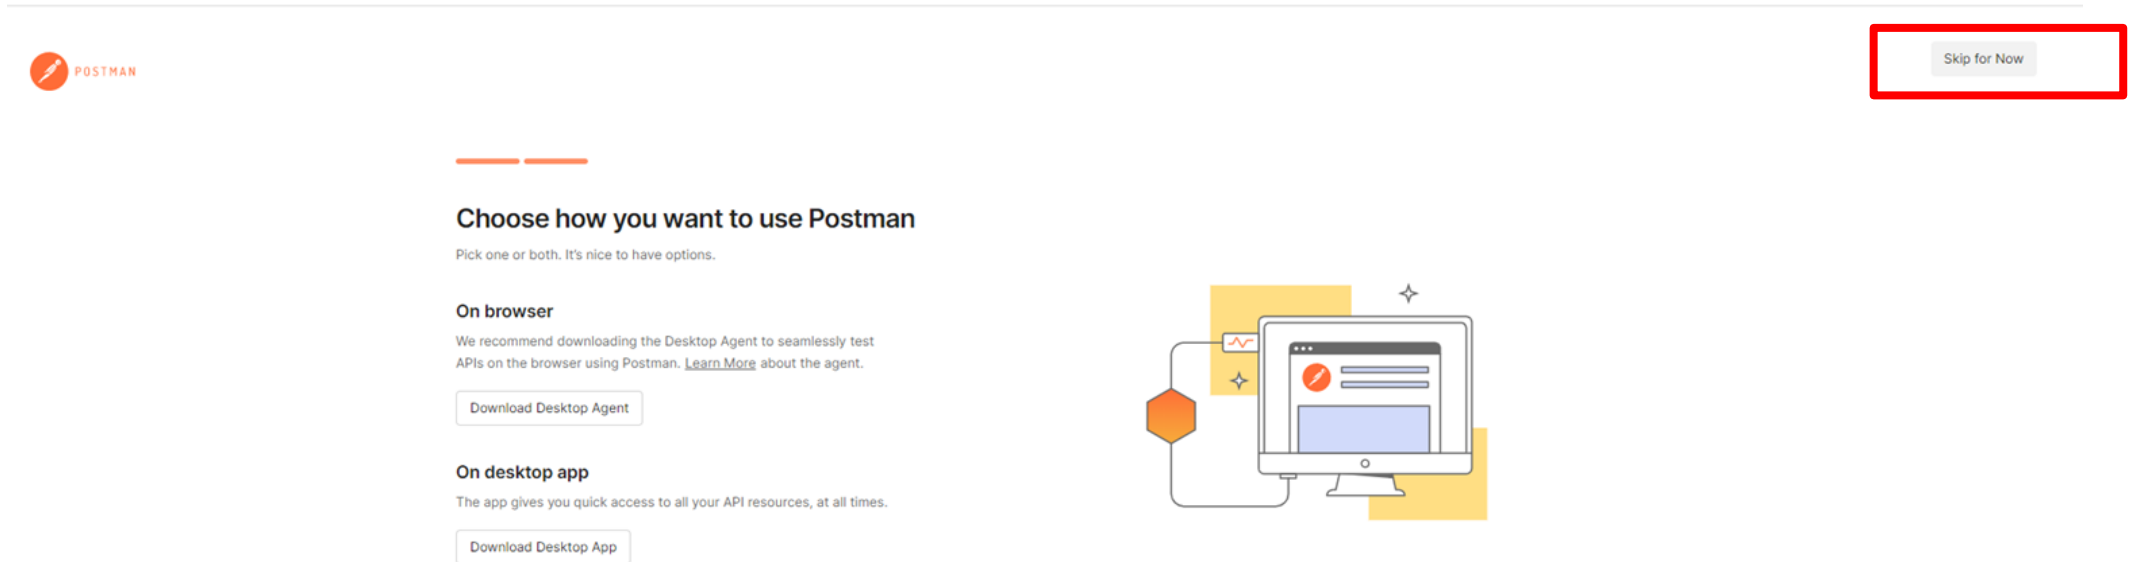 POSTMAN
Skip for Now
Choose how you want to use Postman
Pick one or both. It's nice to have options.
On browser
We recommend downloading the Desktop Agent to seamlessly test
APIs on the browser using Postman. Learn More about the agent.
Download Desktop Agent
On desktop app
The app gives you quick access to all your API resources, at all times.
Download Desktop App